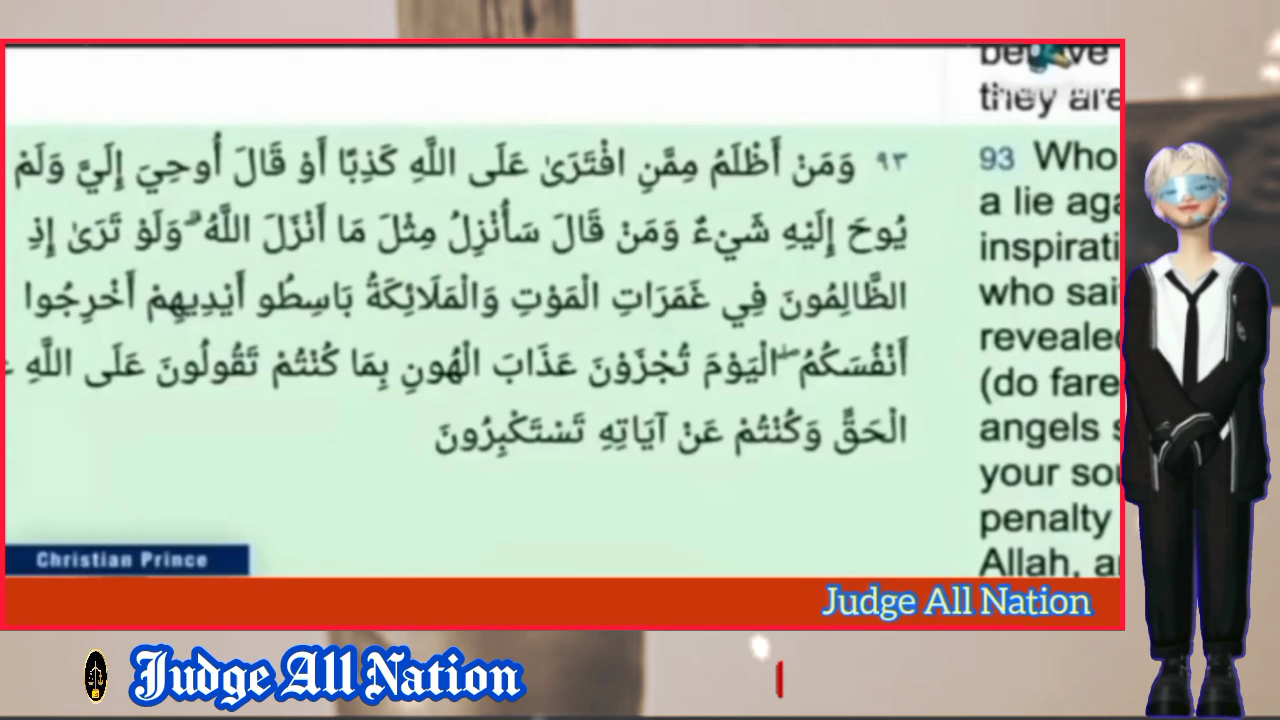 believe
they are
٩٣ وَمَنْ أَظْلَمُ مِمَّنِ افْتَرَىٰ عَلَى اللَّهِ كَذِبًا أَوْ قَالَ أُوحِيَ إِلَيَّ وَلَمْ
يُوحَ إِلَيْهِ شَيْءٌ وَمَنْ قَالَ سَأُنْزِلُ مِثْلَ مَا أَنْزَلَ اللَّهُ ۗ وَلَوْ تَرَىٰ إِذِ
الظَّالِمُونَ فِي غَمَرَاتِ الْمَوْتِ وَالْمَلَائِكَةُ بَاسِطُو أَيْدِيهِمْ أَخْرِجُوا
أَنْفُسَكُمُ ۖ الْيَوْمَ تُجْزَوْنَ عَذَابَ الْهُونِ بِمَا كُنْتُمْ تَقُولُونَ عَلَى اللَّهِ
الْحَقِّ وَكُنْتُمْ عَنْ آيَاتِهِ تَسْتَكْبِرُونَ
93 Who
a lie aga
inspirati
who sai
revealed
(do fare
angels s
your sou
penalty
Allah, a
Christian Prince
Judge All Nation
Judge All Nation